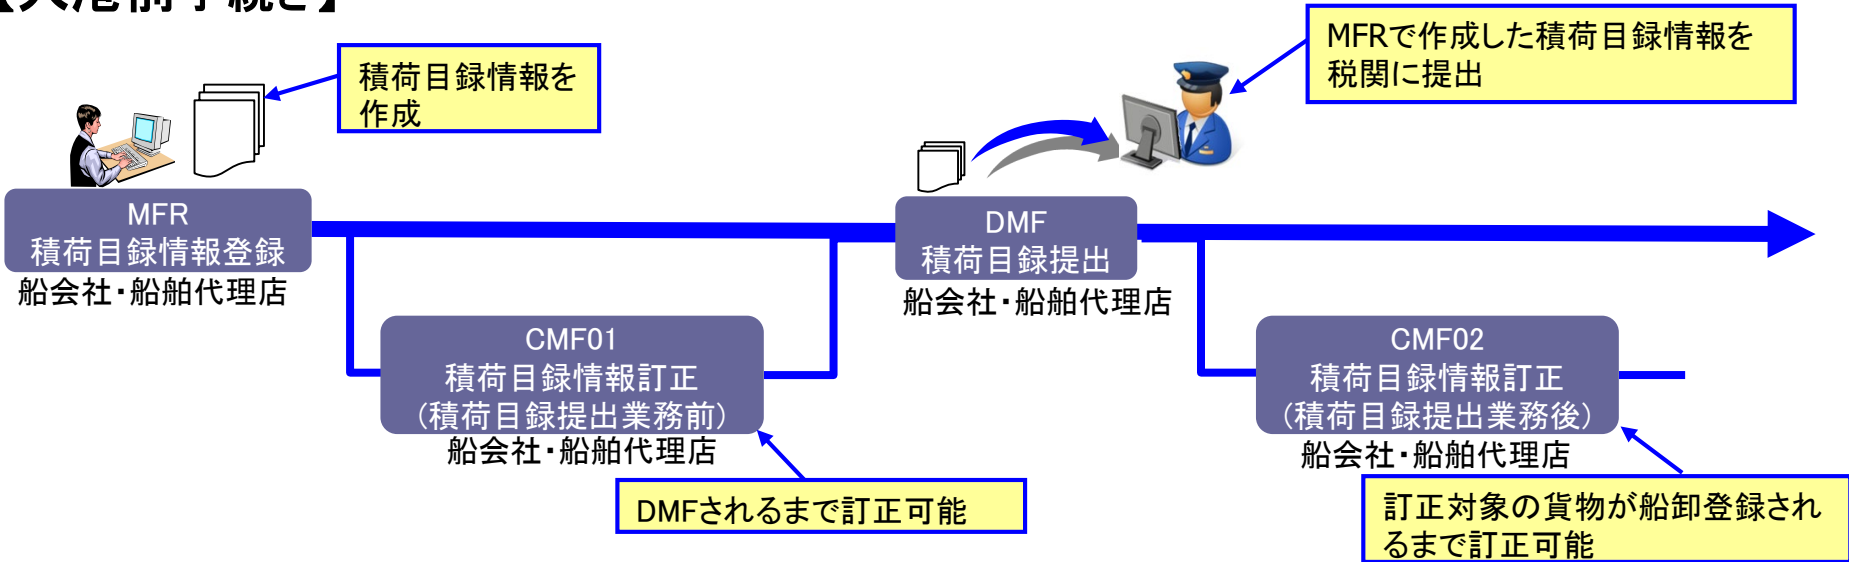 積荷目録情報を
作成
MFRで作成した積荷目録情報を
税関に提出
MFR
積荷目録情報登録
船会社・船舶代理店
DMF
積荷目録提出
船会社・船舶代理店
CMF01
積荷目録情報訂正
(積荷目録提出業務前)
船会社・船舶代理店
DMFされるまで訂正可能
CMF02
積荷目録情報訂正
(積荷目録提出業務後)
船会社・船舶代理店
訂正対象の貨物が船卸登録され
るまで訂正可能